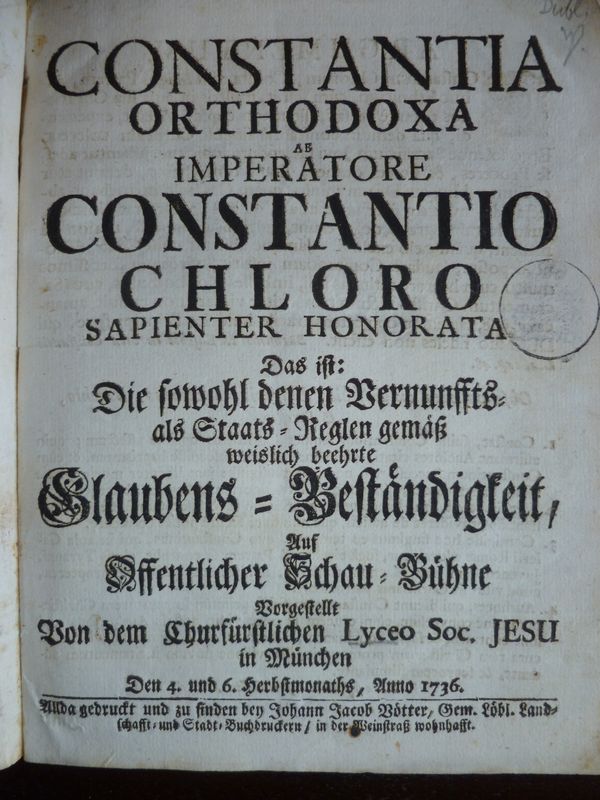 Dubl.
CONSTANTIA
ORTHODOXA
AB
IMPERATORE
CONSTANTIO
CHLORO
SAPIENTER HONORATA
Das ist:
Die sowohl denen Vernunffts-
als Staats-Reglen gemäß
weislich beehrte
Glaubens-Beständigkeit,
Auf
Offentlicher Schau-Bühne
Vorgestellt
Von dem Churfürstlichen Lyceo Soc. JESU
in München
Den 4. und 6. Herbstmonaths, Anno 1736.
Allda gedruckt und zu finden bey Johann Jacob Vötter, Gem. Löbl. Land-
schafft- und Stadt-Buchdruckern / in der Weinstraß wohnhafft.